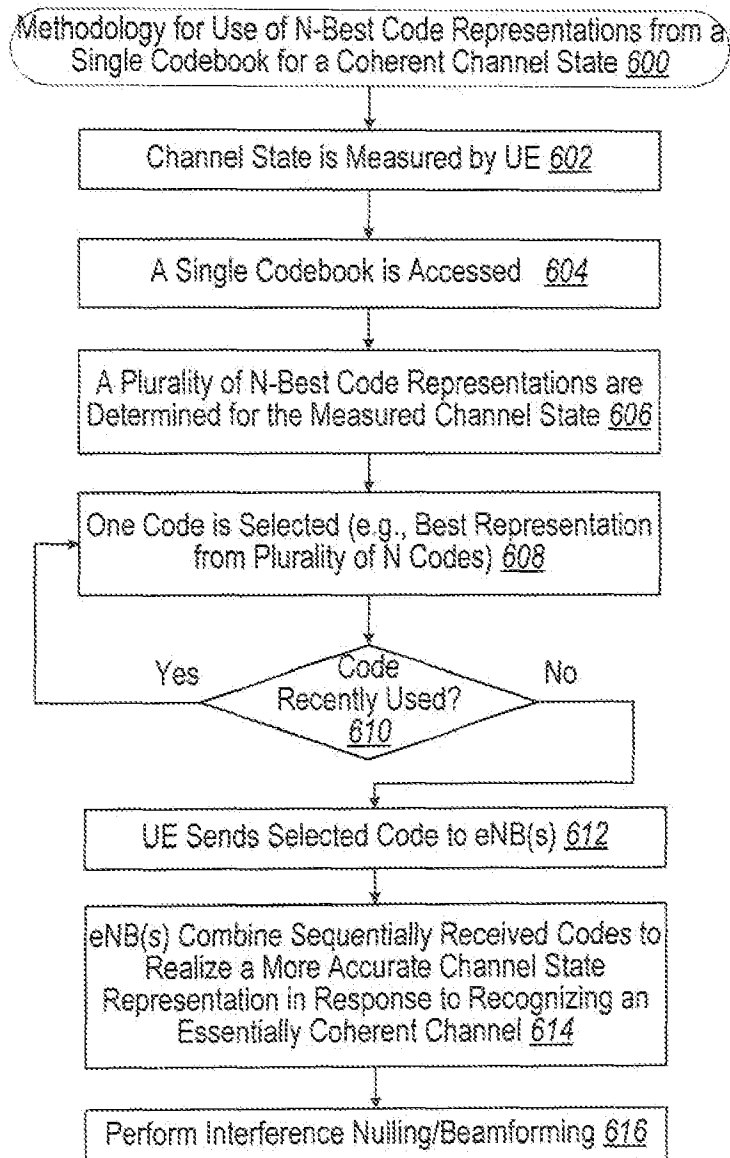 Methodology for Use of N-Best Code Representations from a
Single Codebook for a Coherent Channel State 600
Channel State is Measured by UE 602
A Single Codebook is Accessed 604
A Plurality of N-Best Code Representations are
Determined for the Measured Channel State 606
One Code is Selected (e.g., Best Representation
from Plurality of N Codes) 608
Yes
Code
Recently Used?
610
No
UE Sends Selected Code to eNB(s) 612
eNB(s) Combine Sequentially Received Codes to
Realize a More Accurate Channel State
Representation in Response to Recognizing an
Essentially Coherent Channel 614
Perform Interference Nulling/Beamforming 616